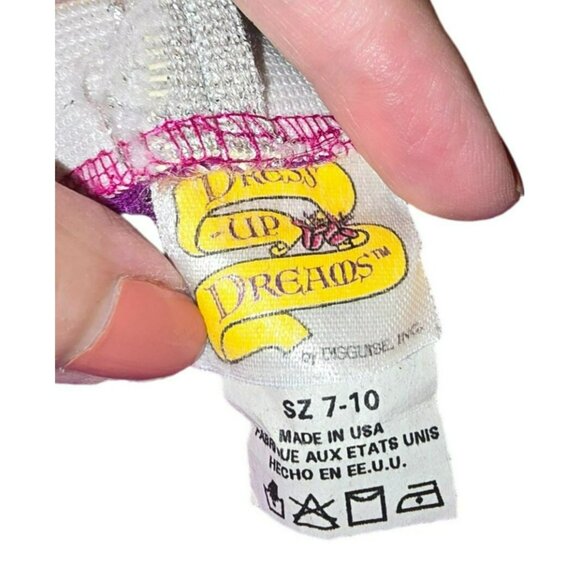 DRESS
-UP
DREAMS™
BY DISGUISE, INC.
SZ 7-10
MADE IN USA
FABRIQUE AUX ETATS UNIS
HECHO EN EE.U.U.